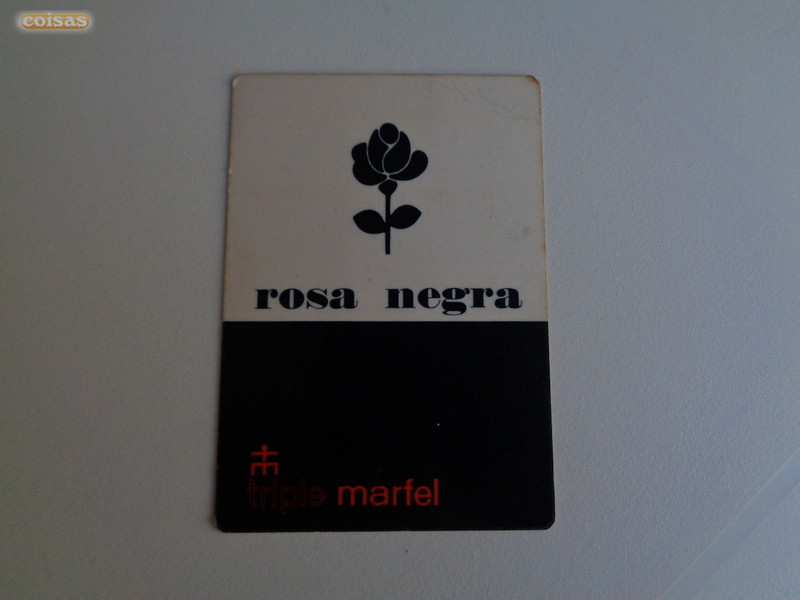 coisas
rosa negra
triple marfel